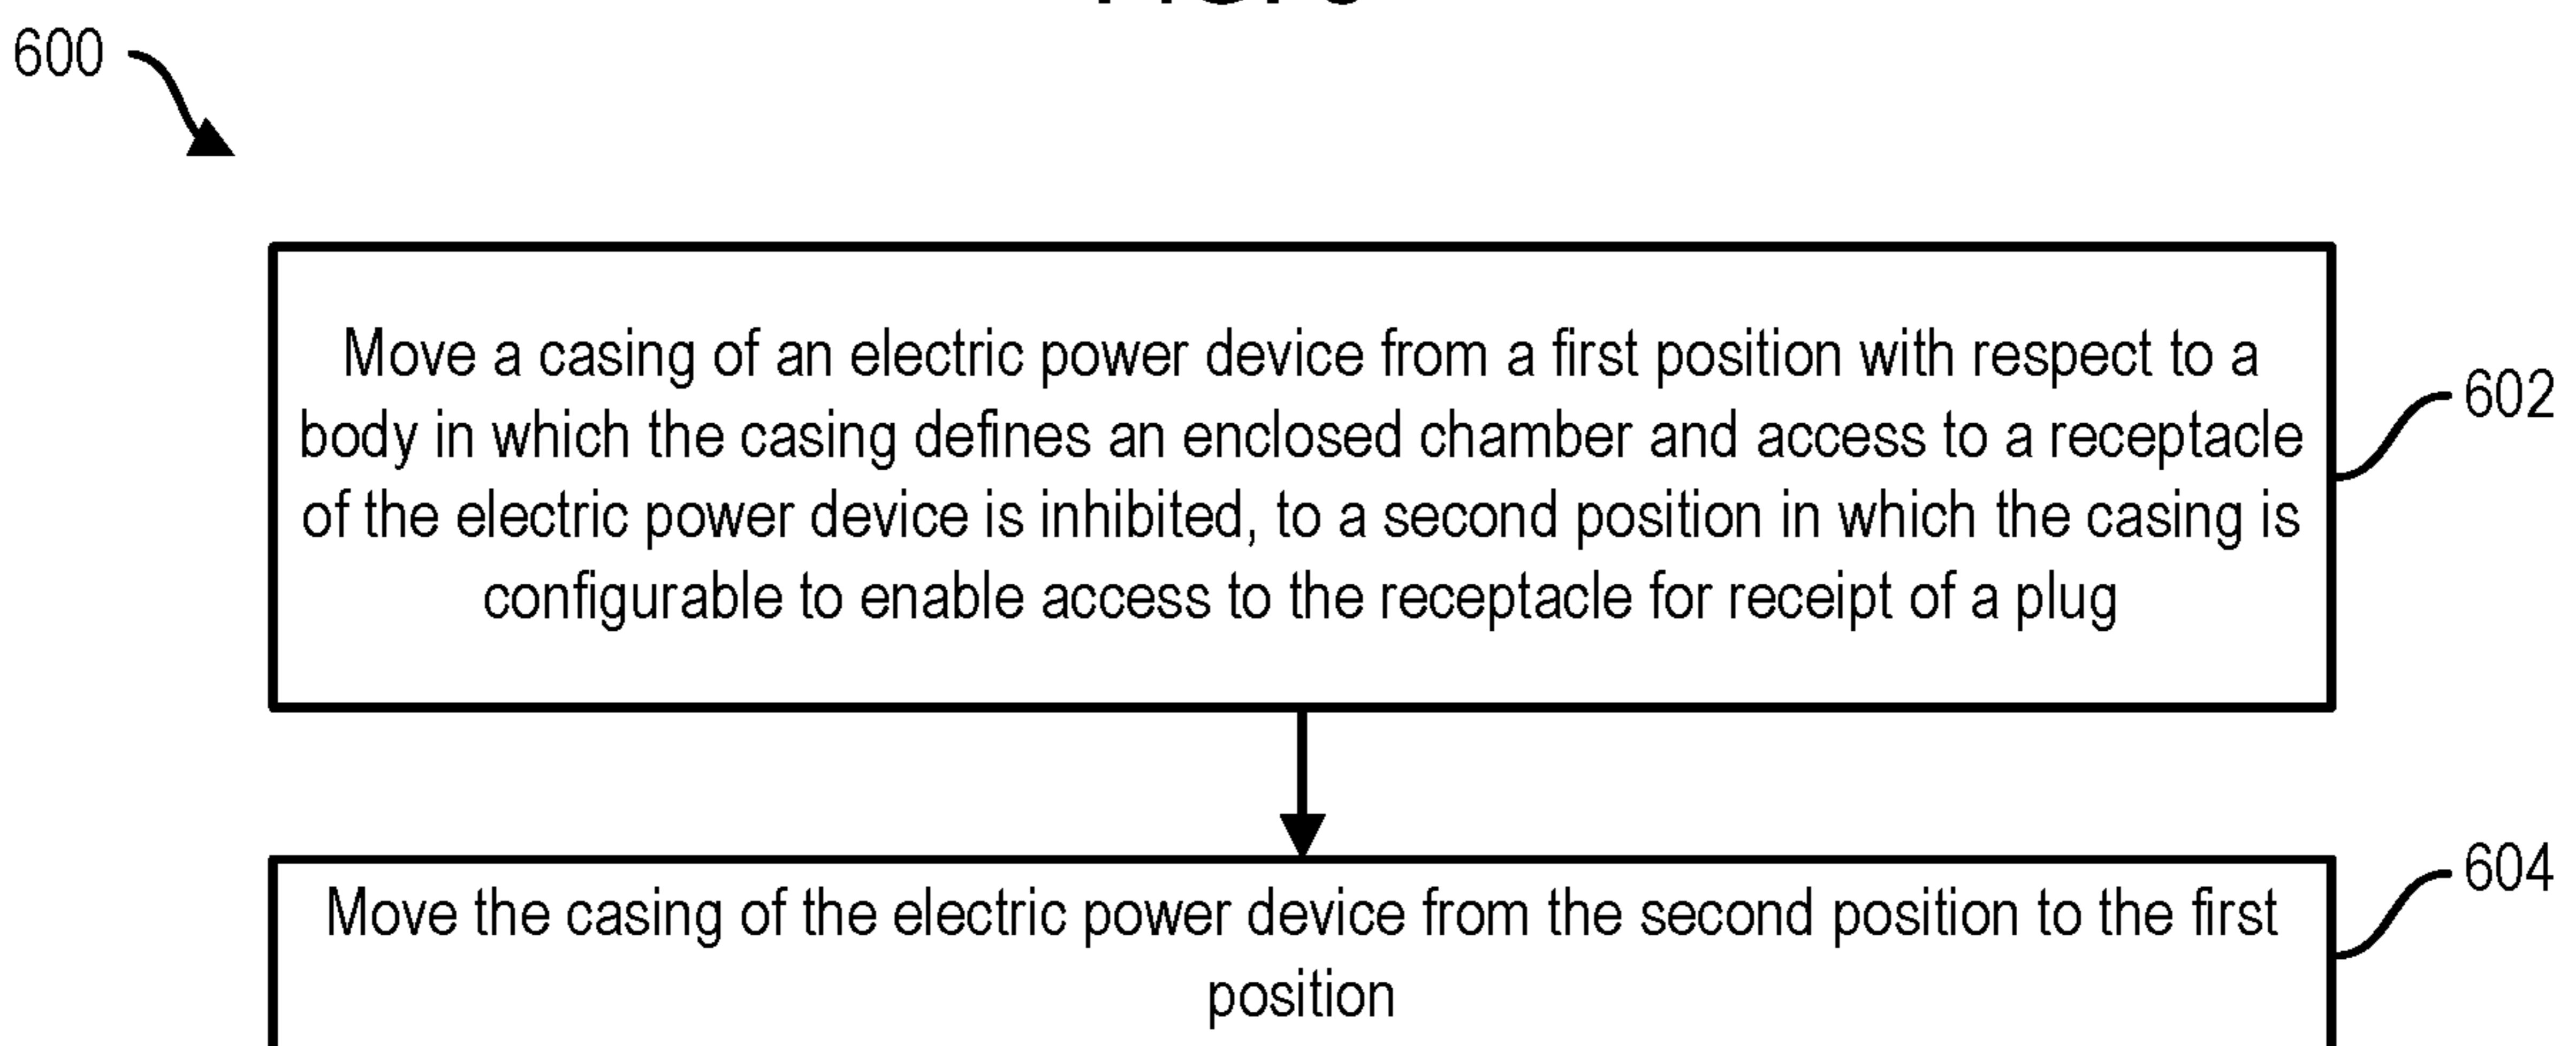 600
Move a casing of an electric power device from a first position with respect to a
body in which the casing defines an enclosed chamber and access to a receptacle
of the electric power device is inhibited, to a second position in which the casing is
configurable to enable access to the receptacle for receipt of a plug
602
Move the casing of the electric power device from the second position to the first
position
604